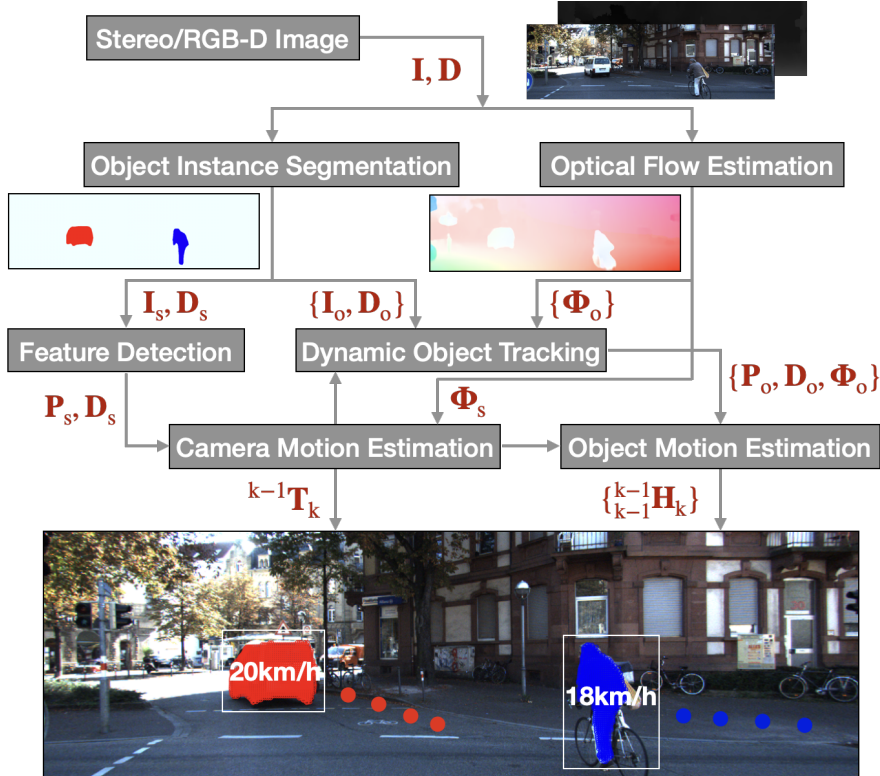 Stereo/RGB-D Image
I, D
Object Instance Segmentation
Optical Flow Estimation
Iₛ, Dₛ
{Iₒ, Dₒ}
{Φₒ}
Feature Detection
Dynamic Object Tracking
{Pₒ, Dₒ, Φₒ}
Pₛ, Dₛ
Φₛ
Camera Motion Estimation
Object Motion Estimation
ᵏ⁻¹Tₖ
{ᵏ⁻¹ₖ₋₁Hₖ}
20km/h
18km/h